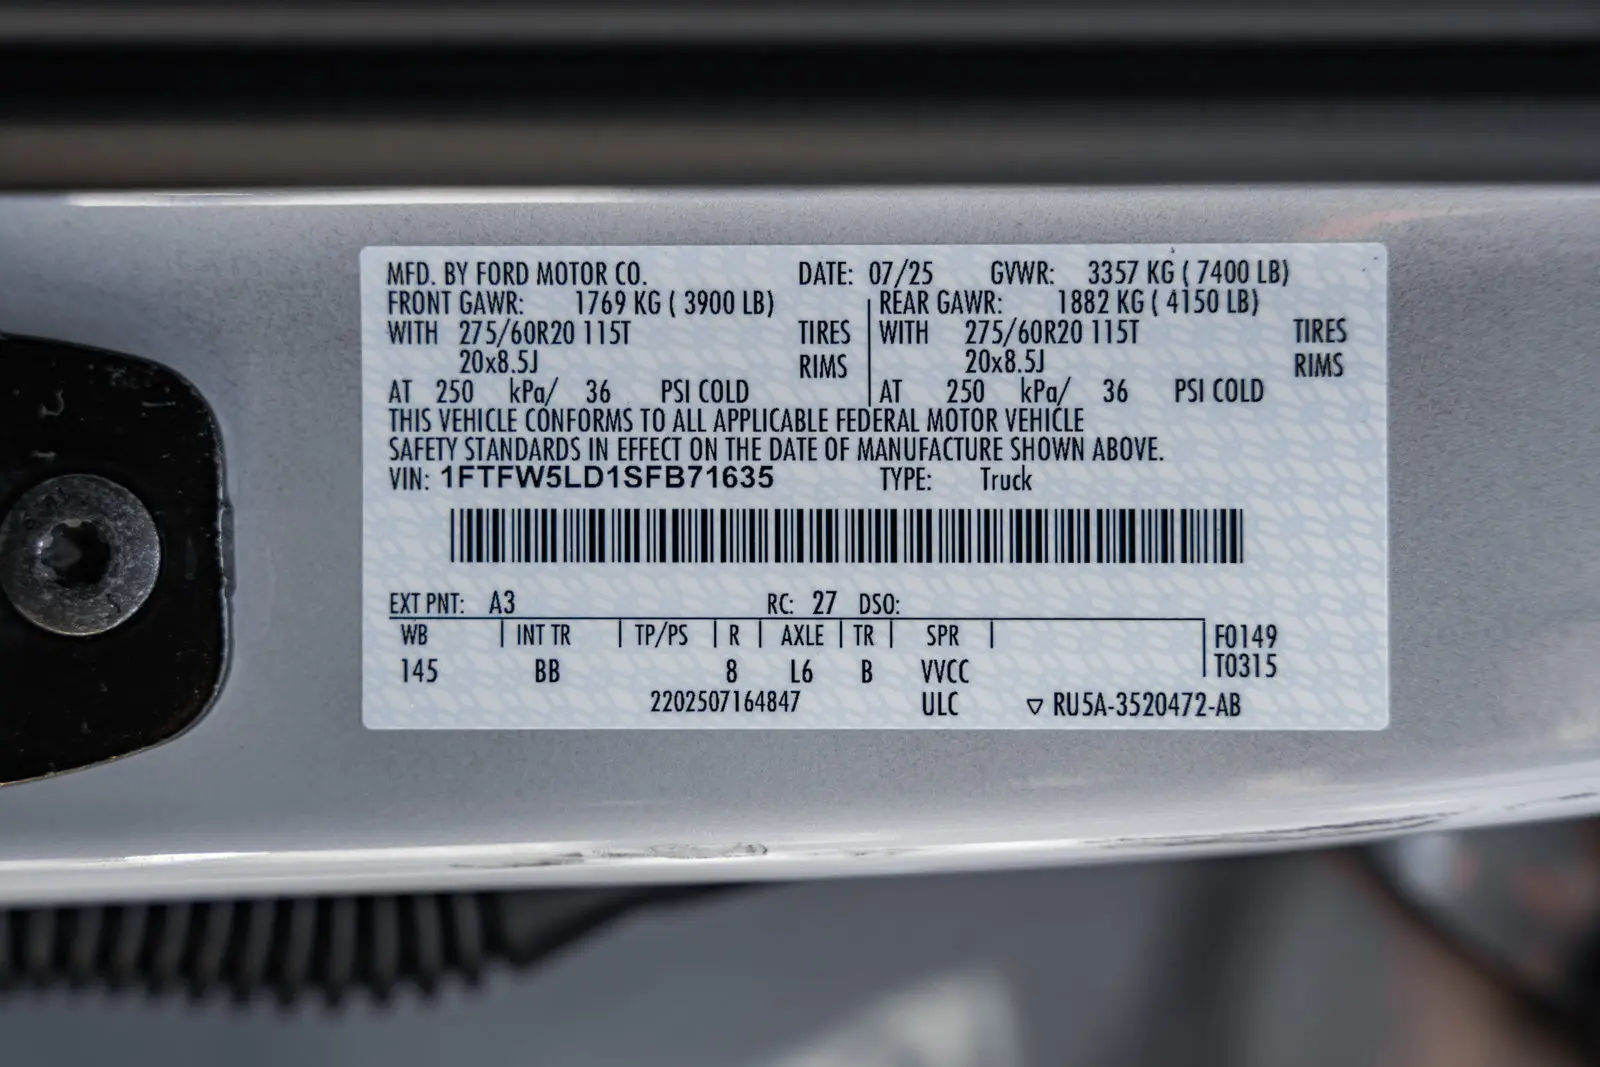 MFD. BY FORD MOTOR CO. DATE: 07/25 GVWR: 3357 KG ( 7400 LB)
FRONT GAWR: 1769 KG ( 3900 LB) REAR GAWR: 1882 KG ( 4150 LB)
WITH 275/60R20 115T TIRES WITH 275/60R20 115T TIRES
20x8.5J RIMS 20x8.5J RIMS
AT 250 kPa/ 36 PSI COLD AT 250 kPa/ 36 PSI COLD
THIS VEHICLE CONFORMS TO ALL APPLICABLE FEDERAL MOTOR VEHICLE
SAFETY STANDARDS IN EFFECT ON THE DATE OF MANUFACTURE SHOWN ABOVE.
VIN: 1FTFW5LD1SFB71635 TYPE: Truck
EXT PNT: A3 RC: 27 DSO:
WB INT TR TP/PS R AXLE TR SPR F0149
145 BB 8 L6 B VVCC T0315
2202507164847 ULC ▽ RU5A-3520472-AB